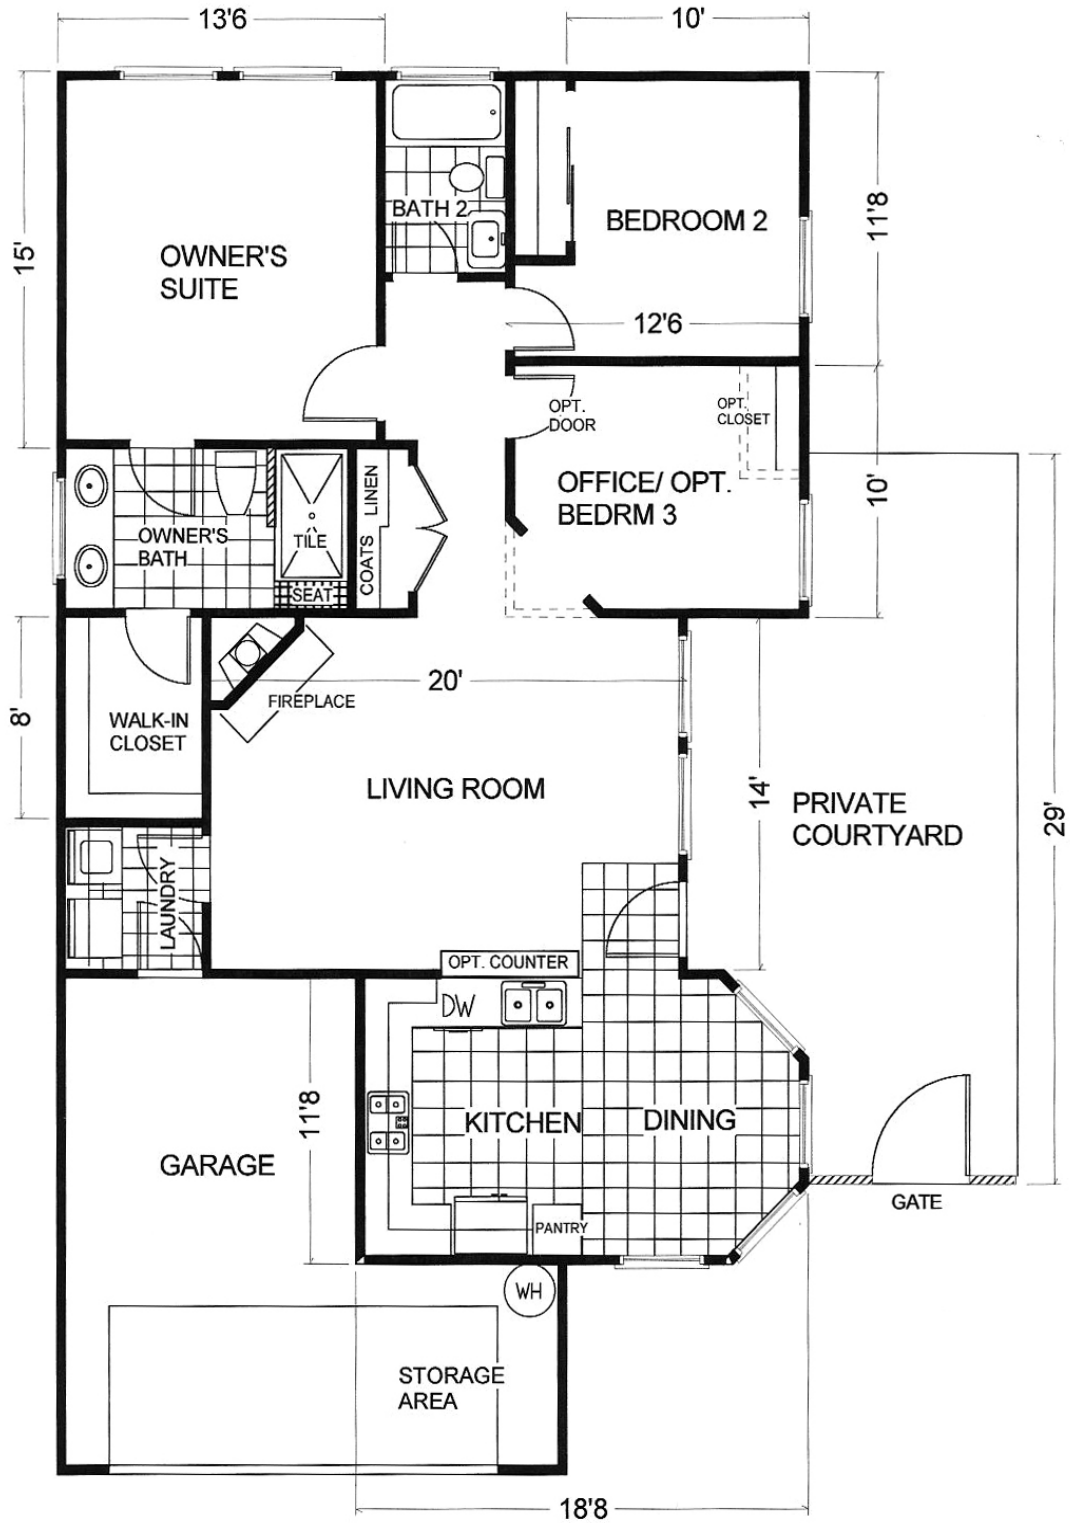 13'6
10'
15'
OWNER'S
SUITE
BATH 2
BEDROOM 2
11'8
12'6
OPT.
DOOR
OPT.
CLOSET
OFFICE/ OPT.
BEDRM 3
10'
OWNER'S
BATH
TILE
SEAT
LINEN
COATS
8'
WALK-IN
CLOSET
FIREPLACE
20'
LIVING ROOM
14'
PRIVATE
COURTYARD
29'
LAUNDRY
OPT. COUNTER
DW
11'8
KITCHEN
DINING
GARAGE
PANTRY
GATE
WH
STORAGE
AREA
18'8